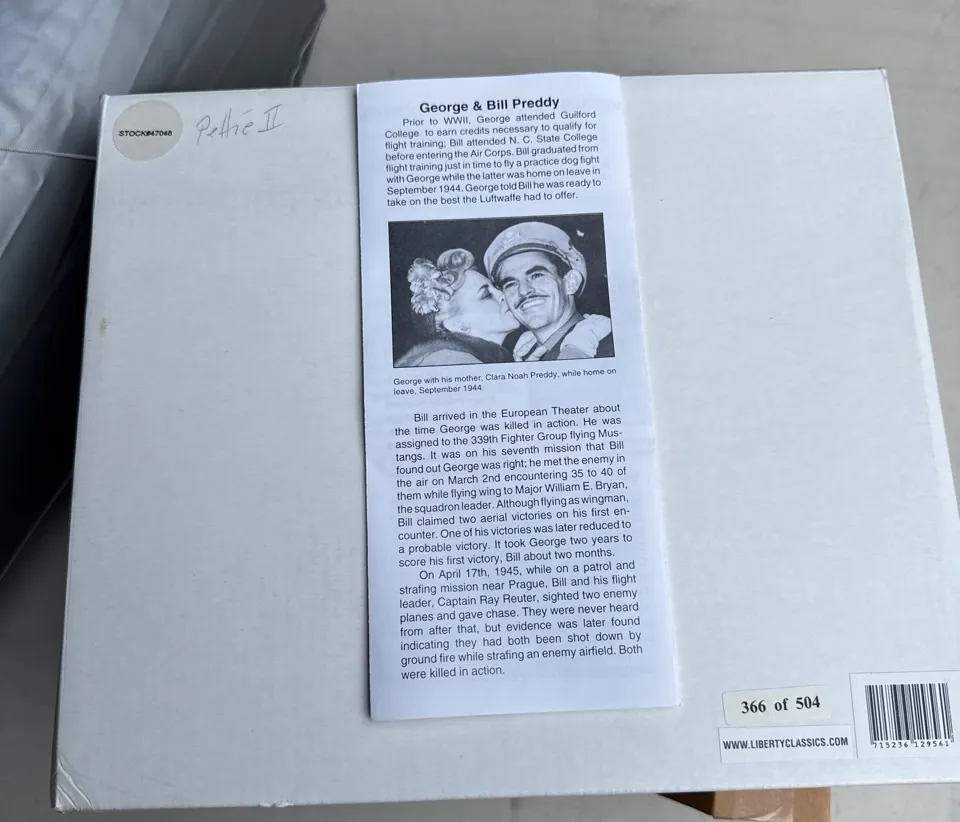 STOCK#47048
Pettie II
George & Bill Preddy
Prior to WWII, George attended Guilford
College to earn credits necessary to qualify for
flight training; Bill attended N. C. State College
before entering the Air Corps. Bill graduated from
flight training just in time to fly a practice dog fight
with George while the latter was home on leave in
September 1944. George told Bill he was ready to
take on the best the Luftwaffe had to offer.
George with his mother, Clara Noah Preddy, while home on
leave, September 1944.
Bill arrived in the European Theater about
the time George was killed in action. He was
assigned to the 339th Fighter Group flying Mus-
tangs. It was on his seventh mission that Bill
found out George was right; he met the enemy in
the air on March 2nd encountering 35 to 40 of
them while flying wing to Major William E. Bryan,
the squadron leader. Although flying as wingman,
Bill claimed two aerial victories on his first en-
counter. One of his victories was later reduced to
a probable victory. It took George two years to
score his first victory, Bill about two months.
On April 17th, 1945, while on a patrol and
strafing mission near Prague, Bill and his flight
leader, Captain Ray Reuter, sighted two enemy
planes and gave chase. They were never heard
from after that, but evidence was later found
indicating they had both been shot down by
ground fire while strafing an enemy airfield. Both
were killed in action.
366 of 504
WWW.LIBERTYCLASSICS.COM
715236 129561